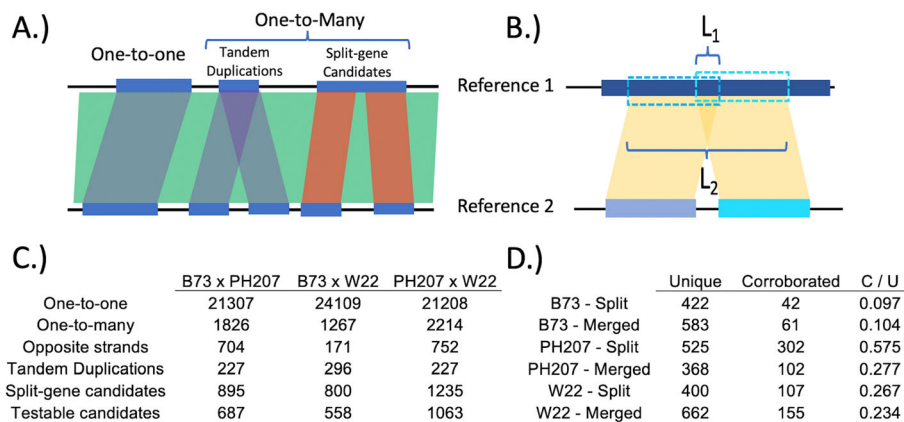 A.)
One-to-Many
One-to-one
Tandem
Duplications
Split-gene
Candidates
B.)
L1
Reference 1
L2
Reference 2
C.)
B73 x PH207 B73 x W22 PH207 x W22
One-to-one 21307 24109 21208
One-to-many 1826 1267 2214
Opposite strands 704 171 752
Tandem Duplications 227 296 227
Split-gene candidates 895 800 1235
Testable candidates 687 558 1063
D.)
Unique Corroborated C / U
B73 - Split 422 42 0.097
B73 - Merged 583 61 0.104
PH207 - Split 525 302 0.575
PH207 - Merged 368 102 0.277
W22 - Split 400 107 0.267
W22 - Merged 662 155 0.234